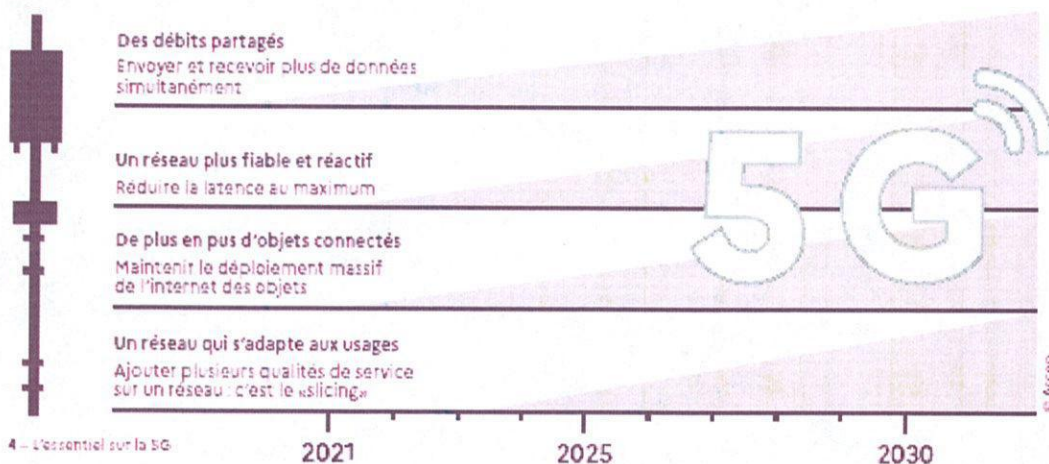 Des débits partagés
Envoyer et recevoir plus de données
simultanément
Un réseau plus fiable et réactif
Réduire la latence au maximum
De plus en pus d'objets connectés
Maintenir le déploiement massif
de l'internet des objets
Un réseau qui s'adapte aux usages
Ajouter plusieurs qualités de service
sur un réseau : c'est le «slicing»
5G
© Arcep
2021 2025 2030
4 – L'essentiel sur la 5G